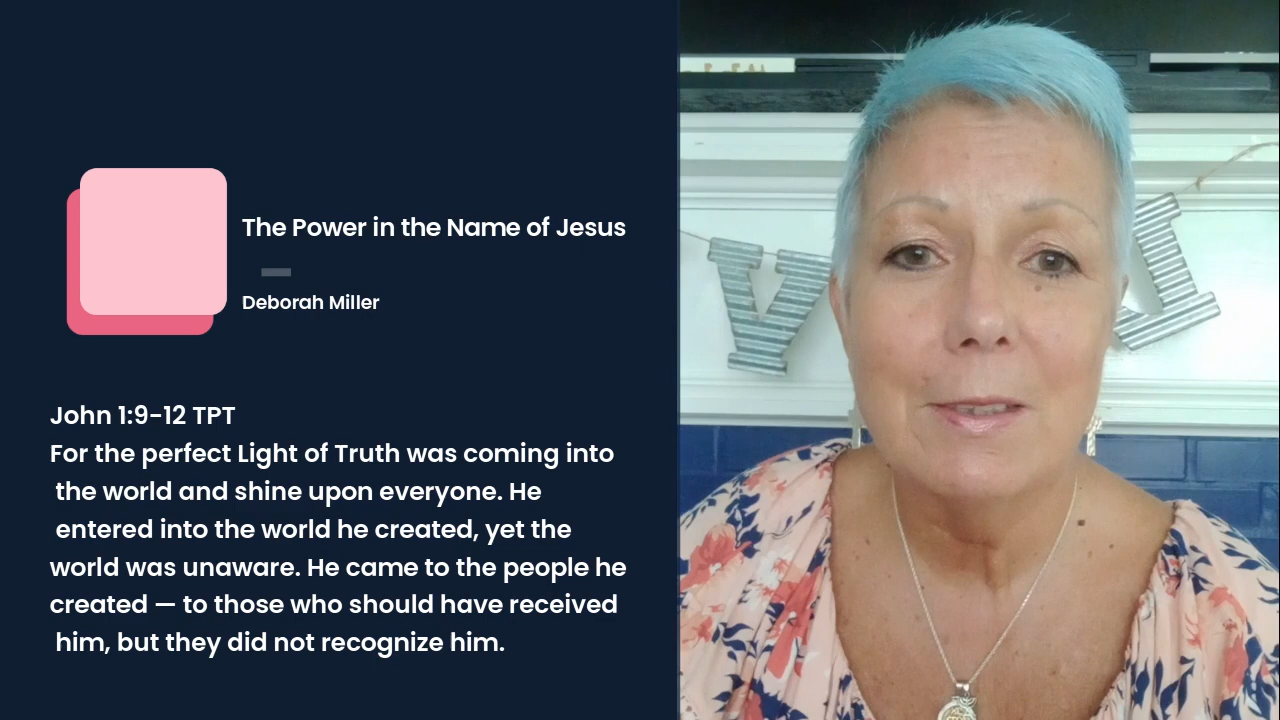 The Power in the Name of Jesus
Deborah Miller
John 1:9-12 TPT
For the perfect Light of Truth was coming into
the world and shine upon everyone. He
entered into the world he created, yet the
world was unaware. He came to the people he
created — to those who should have received
him, but they did not recognize him.
Y
J